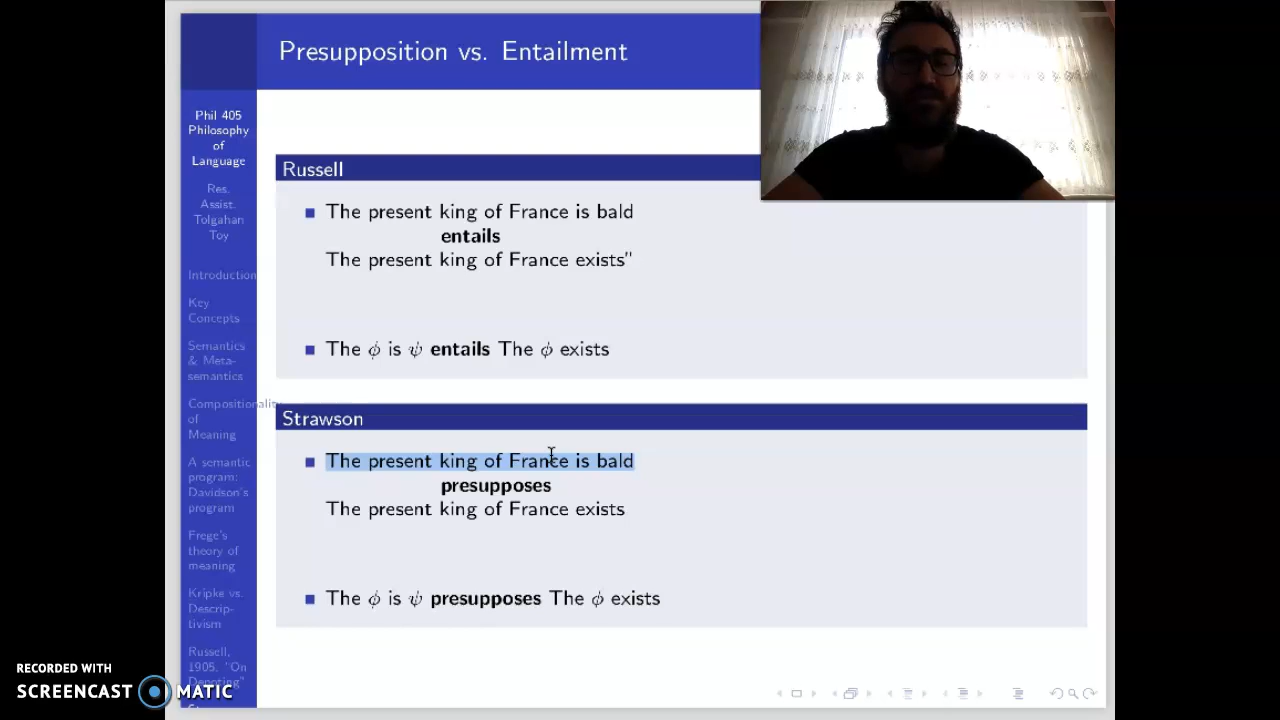 Presupposition vs. Entailment
Phil 405
Philosophy
of
Language
Res.
Assist.
Tolgahan
Toy
Introduction
Key
Concepts
Semantics
& Meta-
semantics
Compositionality
of
Meaning
A semantic
program:
Davidson's
program
Frege's
theory of
meaning
Kripke vs.
Descrip-
tivism
Russell,
1905, "On
Denoting"
Russell
The present king of France is bald
entails
The present king of France exists"
The ϕ is ψ entails The ϕ exists
Strawson
The present king of France is bald
presupposes
The present king of France exists
The ϕ is ψ presupposes The ϕ exists
RECORDED WITH
SCREENCAST MATIC